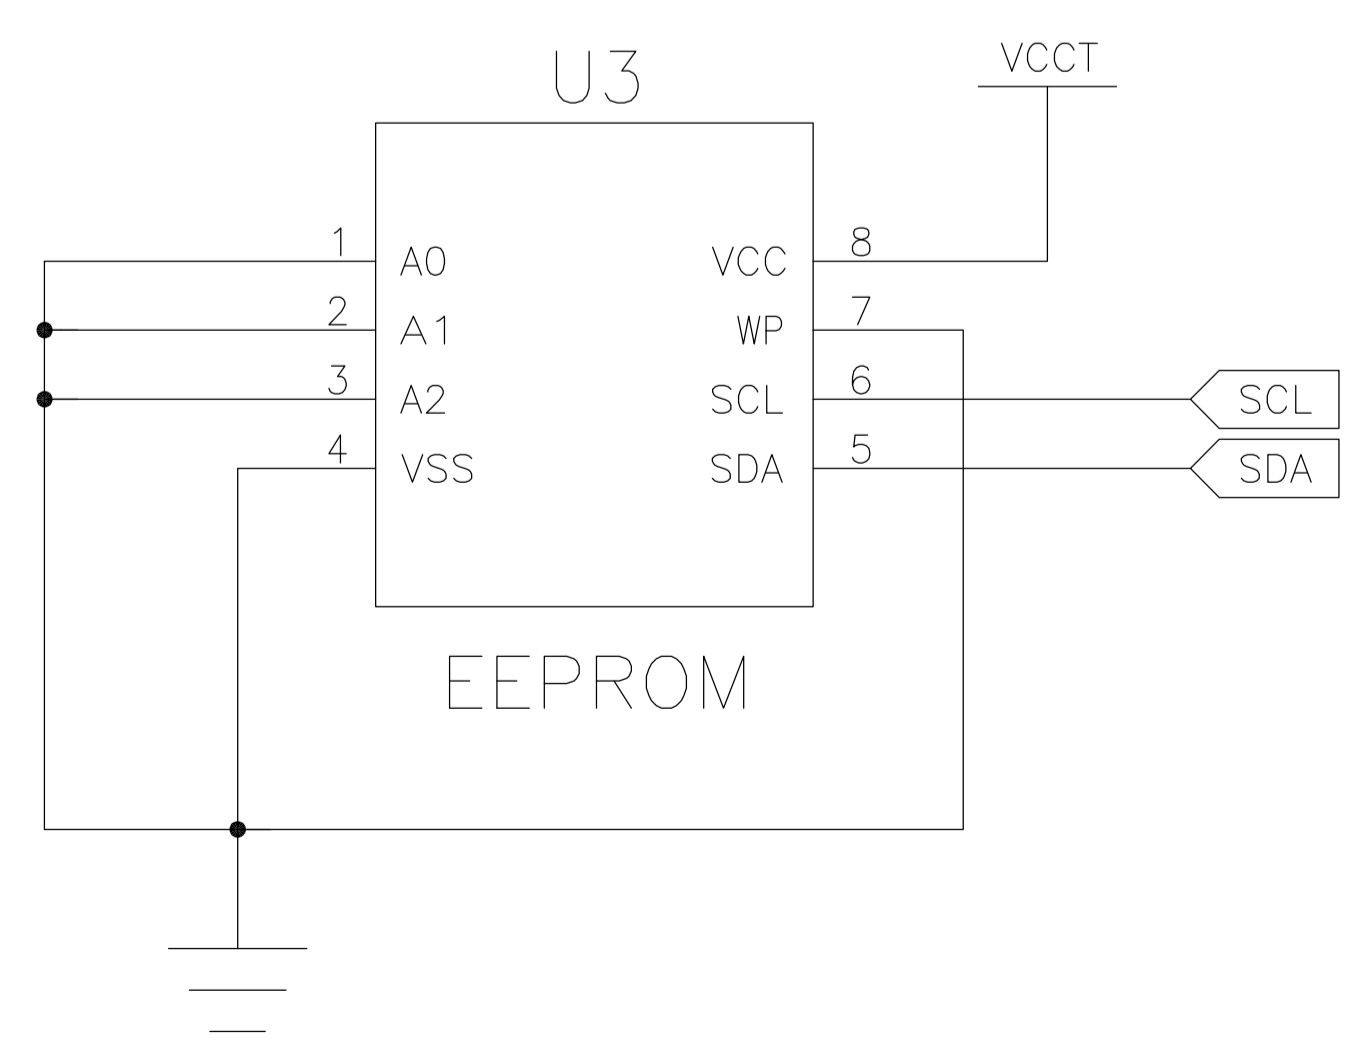 U3
VCCT
1 A0 VCC 8
2 A1 WP 7
3 A2 SCL 6 SCL
4 VSS SDA 5 SDA
EEPROM